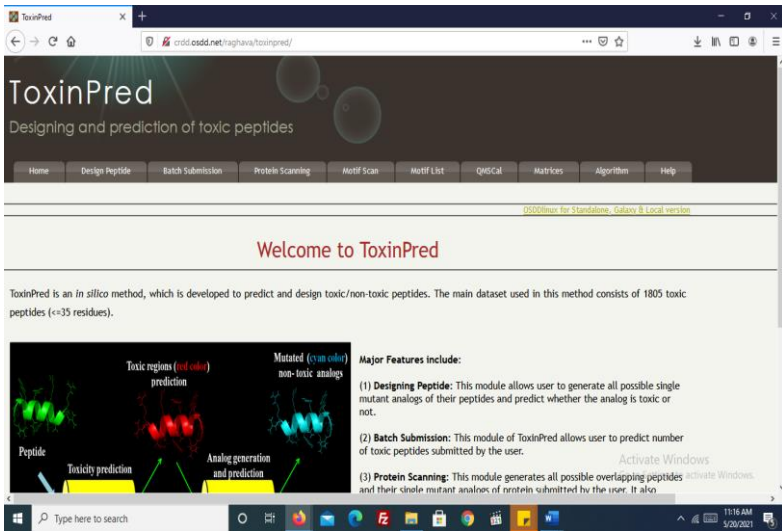 ToxinPred
crdd.osdd.net/raghava/toxinpred/
ToxinPred
Designing and prediction of toxic peptides
Home Design Peptide Batch Submission Protein Scanning Motif Scan Motif List QMSCal Matrices Algorithm Help
OSDDlinux for Standalone, Galaxy & Local version
Welcome to ToxinPred
ToxinPred is an in silico method, which is developed to predict and design toxic/non-toxic peptides. The main dataset used in this method consists of 1805 toxic
peptides (<=35 residues).
Peptide
Toxicity prediction
Toxic regions (red color)
prediction
Analog generation
and prediction
Mutated (cyan color)
non- toxic analogs
Major Features include:
(1) Designing Peptide: This module allows user to generate all possible single
mutant analogs of their peptides and predict whether the analog is toxic or
not.
(2) Batch Submission: This module of ToxinPred allows user to predict number
of toxic peptides submitted by the user.
(3) Protein Scanning: This module generates all possible overlapping peptides
and their single mutant analogs of protein submitted by the user. It also
Activate Windows
activate Windows.
Type here to search
11:16 AM
5/20/2021